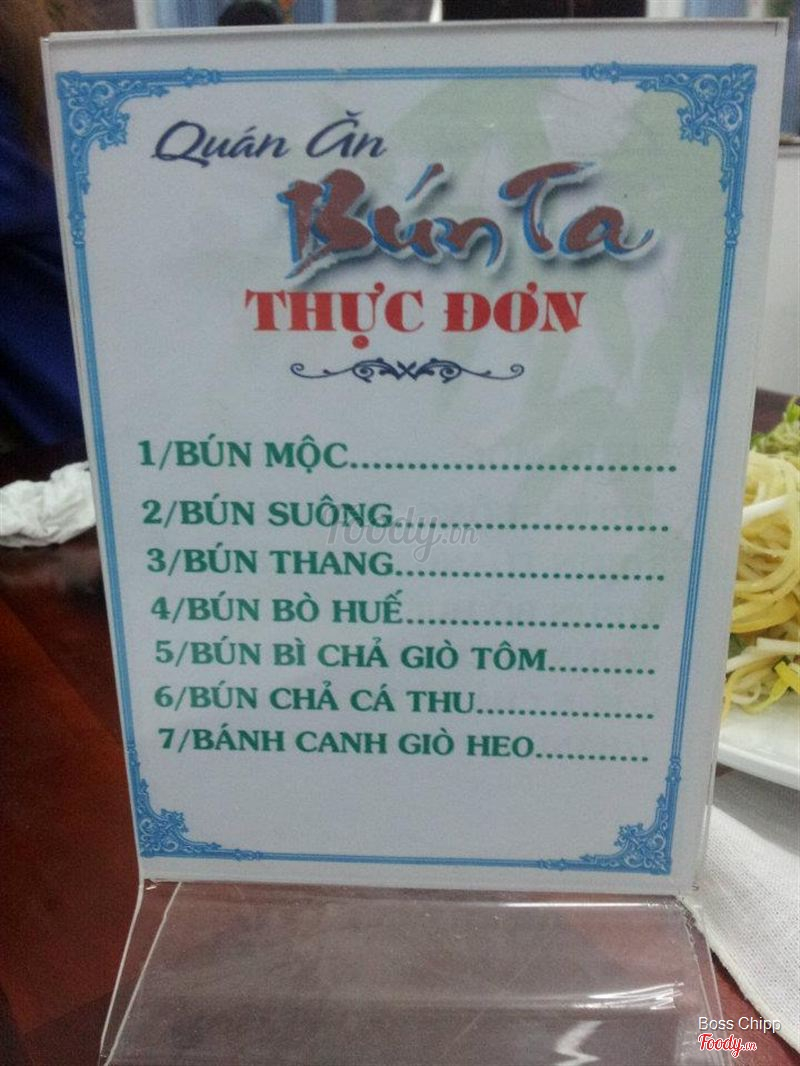 Quán Ăn
Bún Ta
THỰC ĐƠN
1/BÚN MỘC.............................
2/BÚN SUÔNG.........................
foody.vn
3/BÚN THANG........................
4/BÚN BÒ HUẾ.......................
5/BÚN BÌ CHẢ GIÒ TÔM..........
6/BÚN CHẢ CÁ THU................
7/BÁNH CANH GIÒ HEO...........
Boss Chipp
Foody.vn